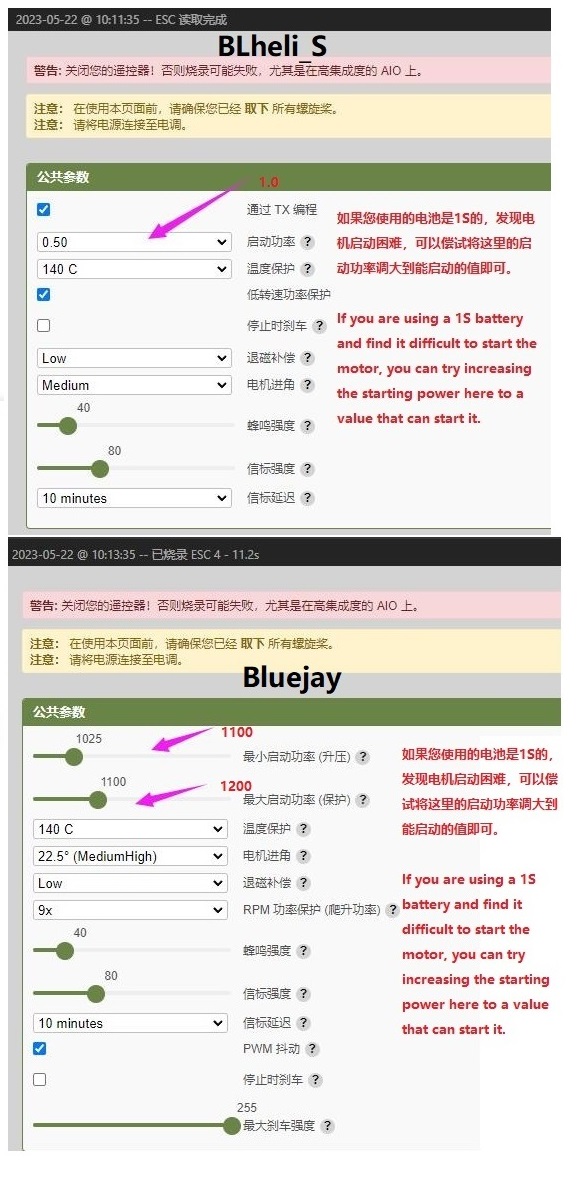 2023-05-22 @ 10:11:35 -- ESC 读取完成
BLheli_S
警告: 关闭您的遥控器！否则烧录可能失败，尤其是在高集成度的 AIO 上。
注意： 在使用本页面前，请确保您已经 取下 所有螺旋桨。
注意： 请将电源连接至电调。
公共参数
1.0
通过 TX 编程
0.50
启动功率 ?
140 C
温度保护 ?
低转速功率保护
停止时刹车 ?
Low
退磁补偿 ?
Medium
电机进角 ?
40
蜂鸣强度 ?
80
信标强度 ?
10 minutes
信标延迟 ?
如果您使用的电池是1S的，发现电
机启动困难，可以偿试将这里的启
动功率调大到能启动的值即可。
If you are using a 1S battery
and find it difficult to start the
motor, you can try increasing
the starting power here to a
value that can start it.
2023-05-22 @ 10:13:35 -- 已烧录 ESC 4 - 11.2s
警告: 关闭您的遥控器！否则烧录可能失败，尤其是在高集成度的 AIO 上。
注意： 在使用本页面前，请确保您已经 取下 所有螺旋桨。
注意： 请将电源连接至电调。
Bluejay
公共参数
1025
1100
最小启动功率 (升压) ?
1100
1200
最大启动功率 (保护) ?
140 C
温度保护 ?
22.5° (MediumHigh)
电机进角 ?
Low
退磁补偿 ?
9x
RPM 功率保护 (爬升功率) ?
40
蜂鸣强度 ?
80
信标强度 ?
10 minutes
信标延迟 ?
PWM 抖动 ?
停止时刹车 ?
255
最大刹车强度 ?
如果您使用的电池是1S的，
发现电机启动困难，可以偿
试将这里的启动功率调大到
能启动的值即可。
If you are using a 1S
battery and find it
difficult to start the
motor, you can try
increasing the starting
power here to a value
that can start it.